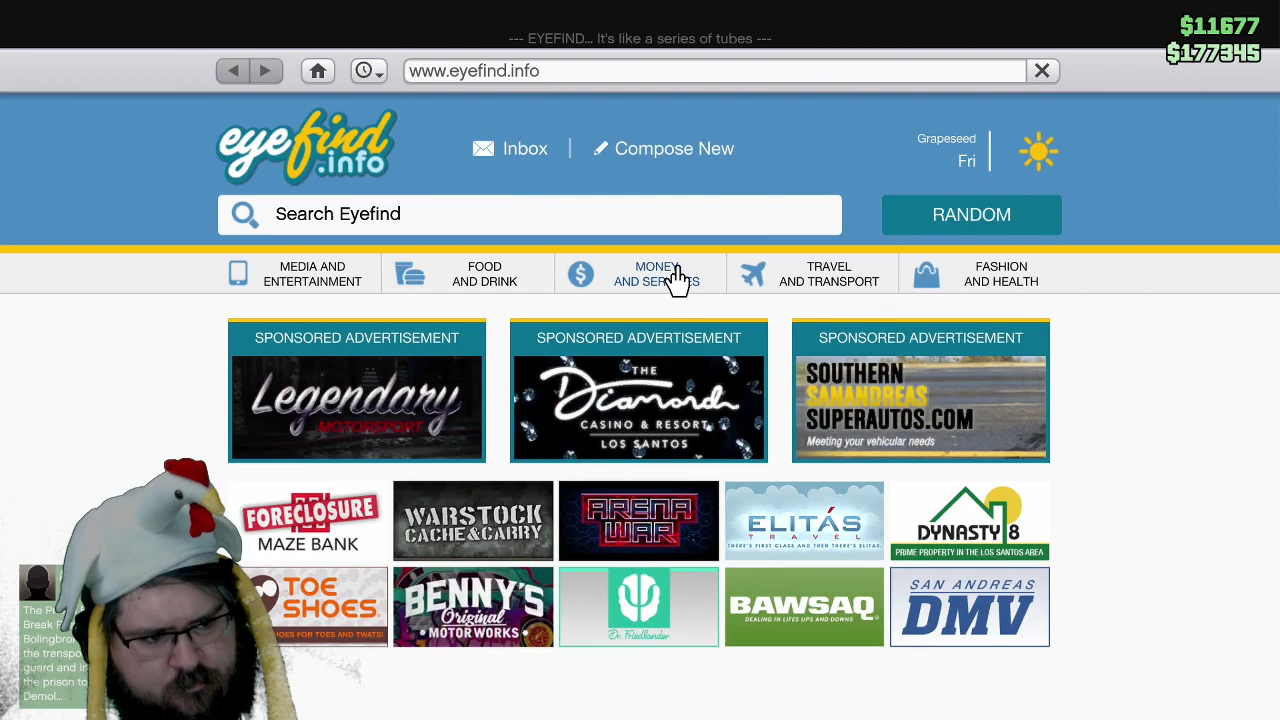 $11677
--- EYEFIND... It's like a series of tubes ---
$177345
www.eyefind.info
eyefind
.info
Inbox
Compose New
Grapeseed
Fri
Search Eyefind
RANDOM
MEDIA AND
ENTERTAINMENT
FOOD
AND DRINK
MONEY
AND SERVICES
TRAVEL
AND TRANSPORT
FASHION
AND HEALTH
SPONSORED ADVERTISEMENT
Legendary
MOTORSPORT
SPONSORED ADVERTISEMENT
THE
Diamond
CASINO & RESORT
LOS SANTOS
SPONSORED ADVERTISEMENT
SOUTHERN
SANANDREAS
SUPERAUTOS.COM
Meeting your vehicular needs
FORECLOSURE
MAZE BANK
WARSTOCK
CACHE&CARRY
ARENA
WAR
ELITÁS
TRAVEL
THERE'S FIRST CLASS AND THEN THERE'S ELITAS.
DYNASTY 8
PRIME PROPERTY IN THE LOS SANTOS AREA
TOE
SHOES
SHOES FOR TOES AND TWATS!
BENNY'S
Original
MOTOR WORKS
Dr. Friedlander
BAWSAQ
DEALING IN LIFES UPS AND DOWNS
SAN ANDREAS
DMV
The P
Break F
Bolingbro
the transpo
guard and in
the prison to
Demol...